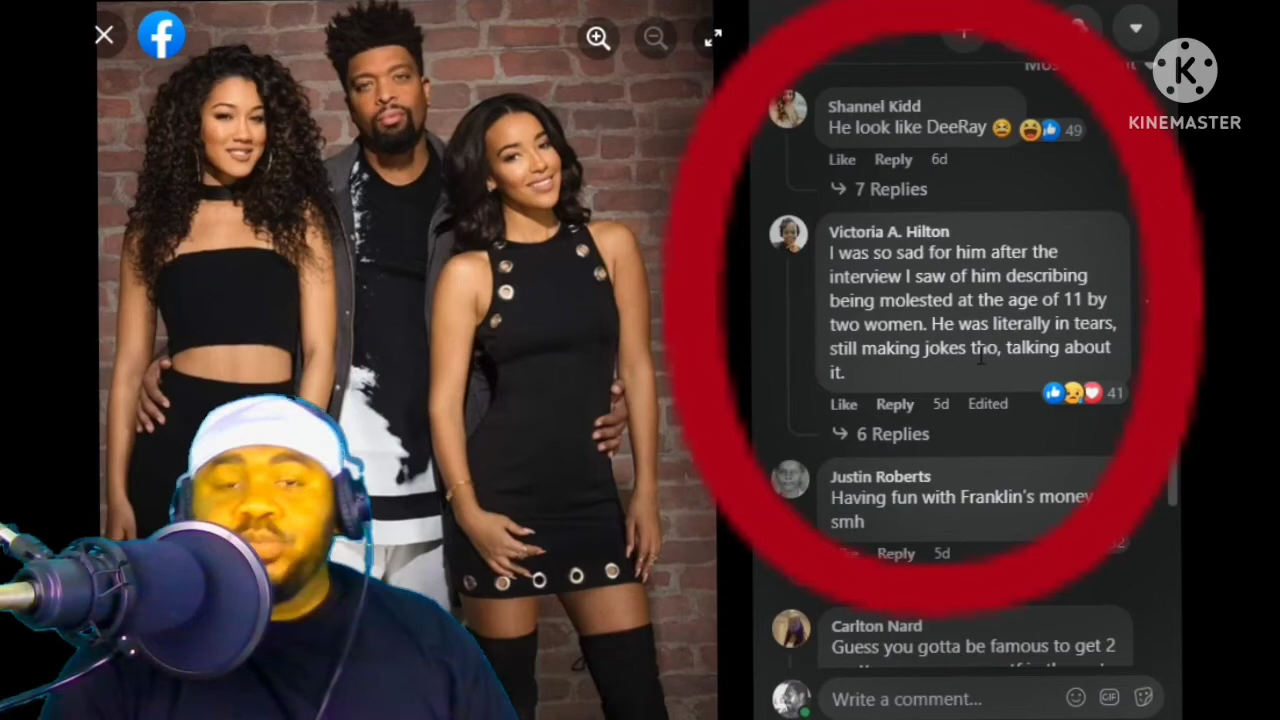 K
KINEMASTER
Shannel Kidd
He look like DeeRay 😫 49
Like Reply 6d
7 Replies
Victoria A. Hilton
I was so sad for him after the
interview I saw of him describing
being molested at the age of 11 by
two women. He was literally in tears,
still making jokes tho, talking about
it.
41
Like Reply 5d Edited
6 Replies
Justin Roberts
Having fun with Franklin's money
smh
Reply 5d
Carlton Nard
Guess you gotta be famous to get 2
Write a comment...
GIF